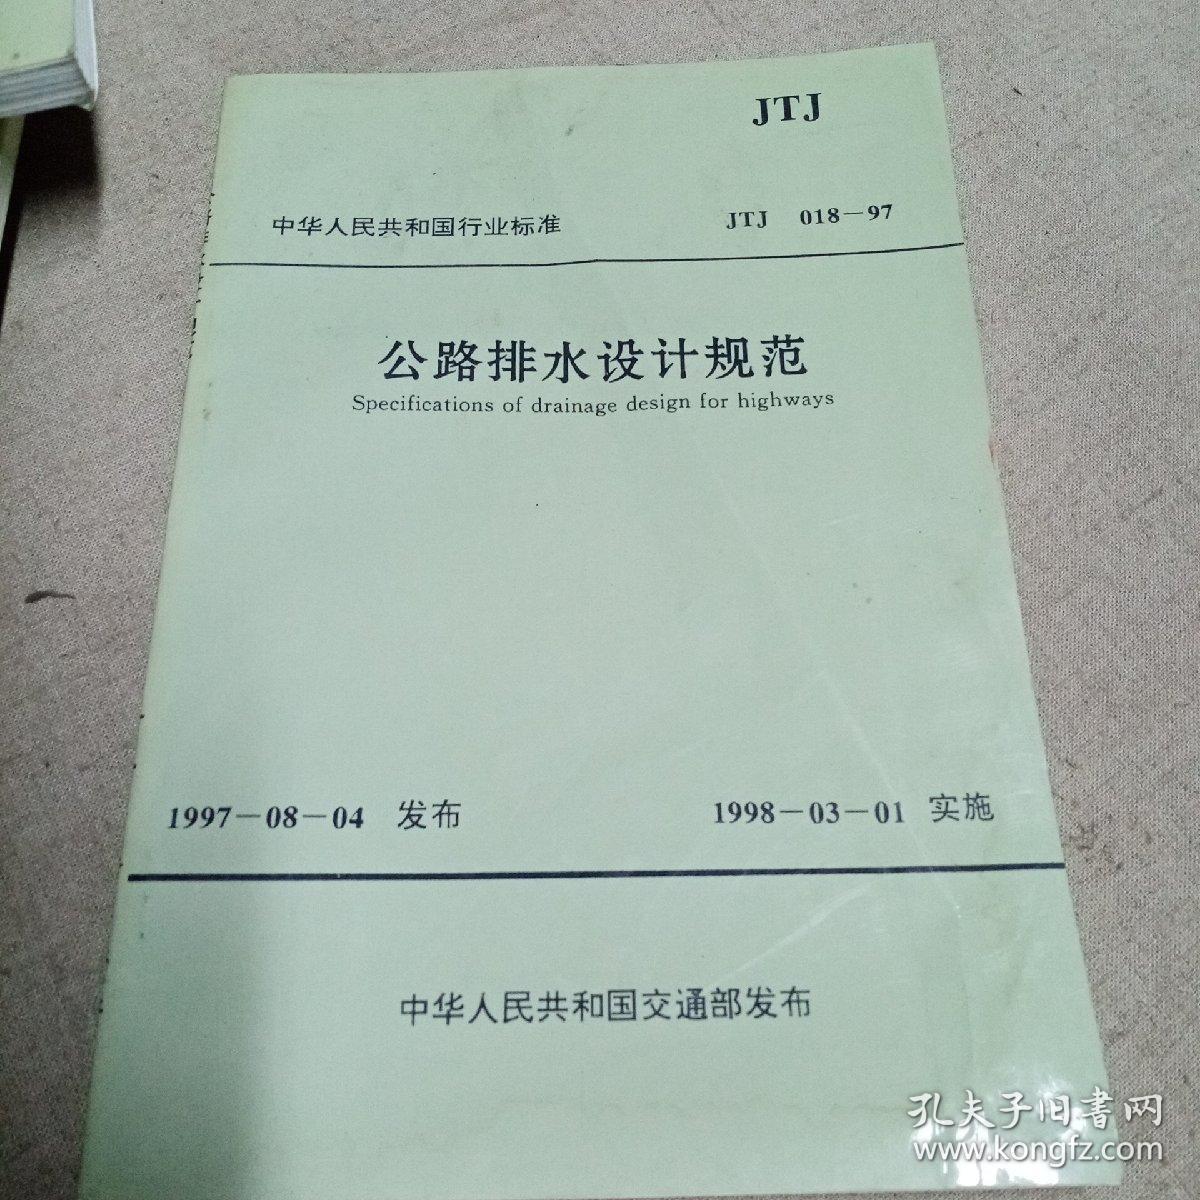 JTJ
中华人民共和国行业标准 JTJ 018-97
公路排水设计规范
Specifications of drainage design for highways
1997-08-04 发布 1998-03-01 实施
中华人民共和国交通部发布
孔夫子旧书网
www.kongfz.com